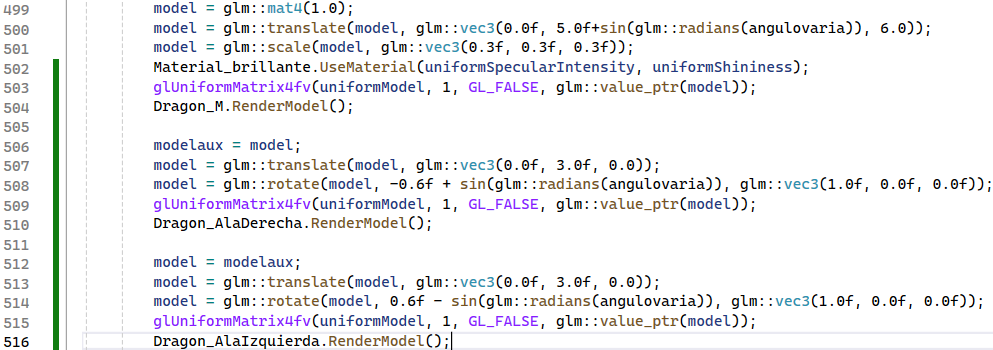 499 model = glm::mat4(1.0);
500 model = glm::translate(model, glm::vec3(0.0f, 5.0f+sin(glm::radians(angulovaria)), 6.0));
501 model = glm::scale(model, glm::vec3(0.3f, 0.3f, 0.3f));
502 Material_brillante.UseMaterial(uniformSpecularIntensity, uniformShininess);
503 glUniformMatrix4fv(uniformModel, 1, GL_FALSE, glm::value_ptr(model));
504 Dragon_M.RenderModel();
505
506 modelaux = model;
507 model = glm::translate(model, glm::vec3(0.0f, 3.0f, 0.0));
508 model = glm::rotate(model, -0.6f + sin(glm::radians(angulovaria)), glm::vec3(1.0f, 0.0f, 0.0f));
509 glUniformMatrix4fv(uniformModel, 1, GL_FALSE, glm::value_ptr(model));
510 Dragon_AlaDerecha.RenderModel();
511
512 model = modelaux;
513 model = glm::translate(model, glm::vec3(0.0f, 3.0f, 0.0));
514 model = glm::rotate(model, 0.6f - sin(glm::radians(angulovaria)), glm::vec3(1.0f, 0.0f, 0.0f));
515 glUniformMatrix4fv(uniformModel, 1, GL_FALSE, glm::value_ptr(model));
516 Dragon_AlaIzquierda.RenderModel();